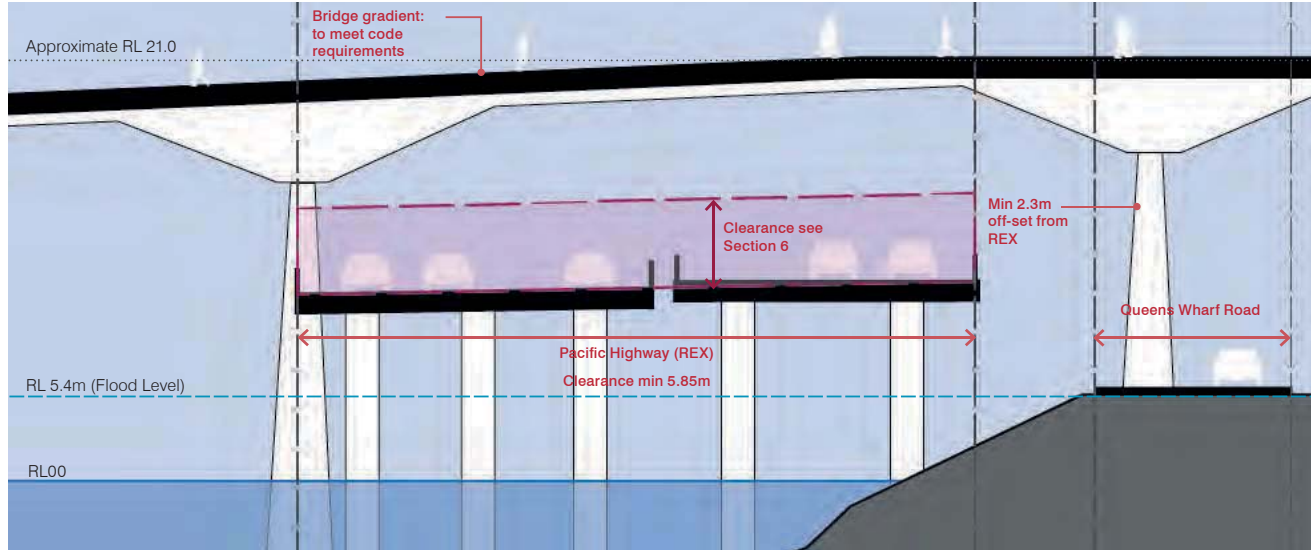 Bridge gradient:
to meet code
requirements
Approximate RL 21.0
Clearance see
Section 6
Min 2.3m
off-set from
REX
Queens Wharf Road
Pacific Highway (REX)
Clearance min 5.85m
RL 5.4m (Flood Level)
RL00